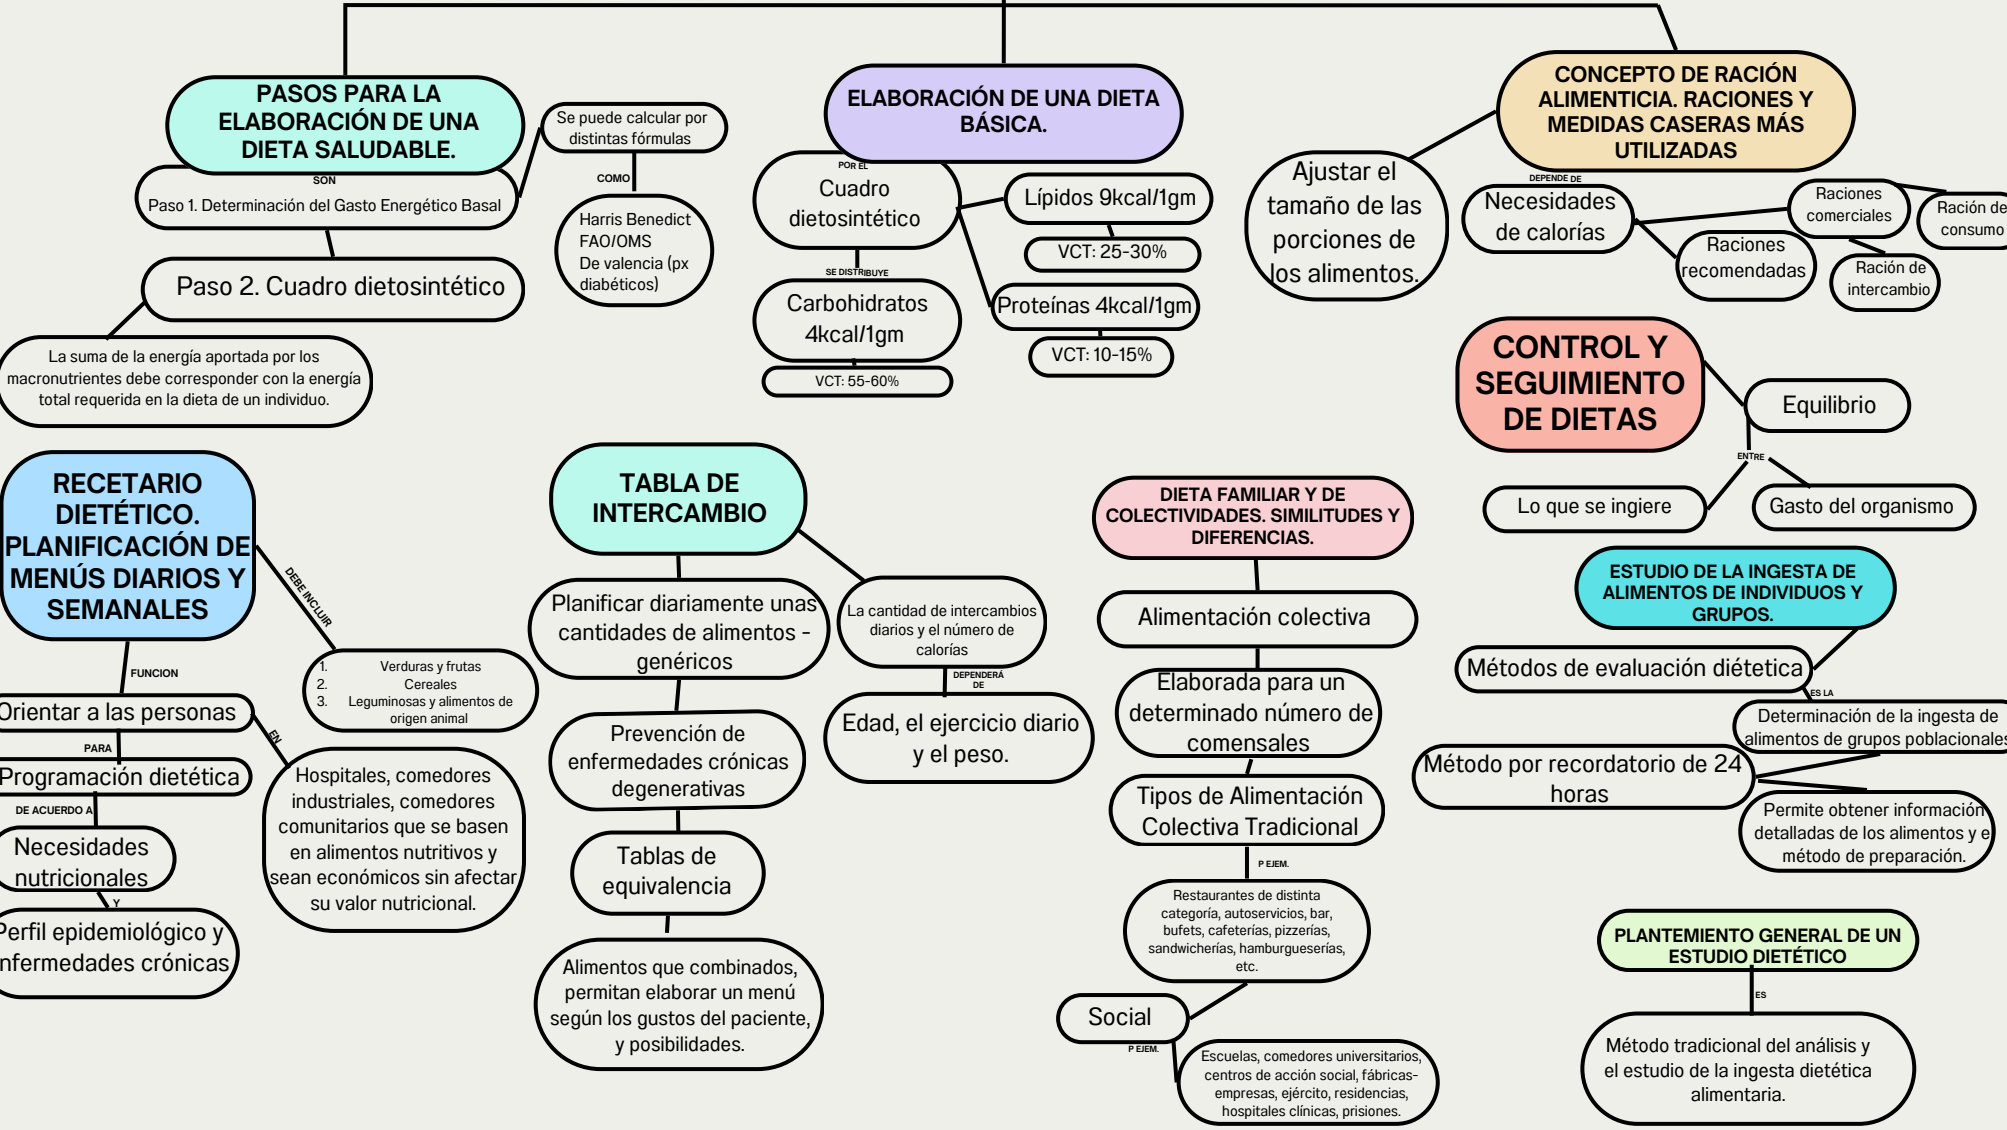 PASOS PARA LA
ELABORACIÓN DE UNA
DIETA SALUDABLE.
SON
Paso 1. Determinación del Gasto Energético Basal
Se puede calcular por
distintas fórmulas
COMO
Harris Benedict
FAO/OMS
De valencia (px
diabéticos)
Paso 2. Cuadro dietosintético
La suma de la energía aportada por los
macronutrientes debe corresponder con la energía
total requerida en la dieta de un individuo.
ELABORACIÓN DE UNA DIETA
BÁSICA.
POR EL
Cuadro
dietosintético
SE DISTRIBUYE
Carbohidratos
4kcal/1gm
VCT: 55-60%
Lípidos 9kcal/1gm
VCT: 25-30%
Proteínas 4kcal/1gm
VCT: 10-15%
CONCEPTO DE RACIÓN
ALIMENTICIA. RACIONES Y
MEDIDAS CASERAS MÁS
UTILIZADAS
Ajustar el
tamaño de las
porciones de
los alimentos.
DEPENDE DE
Necesidades
de calorías
Raciones
recomendadas
Raciones
comerciales
Ración de
consumo
Ración de
intercambio
CONTROL Y
SEGUIMIENTO
DE DIETAS
Equilibrio
ENTRE
Lo que se ingiere
Gasto del organismo
RECETARIO
DIETÉTICO.
PLANIFICACIÓN DE
MENÚS DIARIOS Y
SEMANALES
DEBE INCLUIR
1. Verduras y frutas
2. Cereales
3. Leguminosas y alimentos de
origen animal
FUNCION
Orientar a las personas
EN
Hospitales, comedores
industriales, comedores
comunitarios que se basen
en alimentos nutritivos y
sean económicos sin afectar
su valor nutricional.
PARA
Programación dietética
DE ACUERDO A
Necesidades
nutricionales
Y
Perfil epidemiológico y
nfermedades crónicas
TABLA DE
INTERCAMBIO
Planificar diariamente unas
cantidades de alimentos -
genéricos
Prevención de
enfermedades crónicas
degenerativas
Tablas de
equivalencia
Alimentos que combinados,
permitan elaborar un menú
según los gustos del paciente,
y posibilidades.
La cantidad de intercambios
diarios y el número de
calorías
DEPENDERÁ
DE
Edad, el ejercicio diario
y el peso.
DIETA FAMILIAR Y DE
COLECTIVIDADES. SIMILITUDES Y
DIFERENCIAS.
Alimentación colectiva
Elaborada para un
determinado número de
comensales
Tipos de Alimentación
Colectiva Tradicional
P EJEM.
Restaurantes de distinta
categoría, autoservicios, bar,
bufets, cafeterías, pizzerías,
sandwicherías, hamburgueserías,
etc.
Social
P EJEM.
Escuelas, comedores universitarios,
centros de acción social, fábricas-
empresas, ejército, residencias,
hospitales clínicas, prisiones.
ESTUDIO DE LA INGESTA DE
ALIMENTOS DE INDIVIDUOS Y
GRUPOS.
Métodos de evaluación diétetica
ES LA
Determinación de la ingesta de
alimentos de grupos poblacionales
Método por recordatorio de 24
horas
Permite obtener información
detalladas de los alimentos y e
método de preparación.
PLANTEMIENTO GENERAL DE UN
ESTUDIO DIETÉTICO
ES
Método tradicional del análisis y
el estudio de la ingesta dietética
alimentaria.